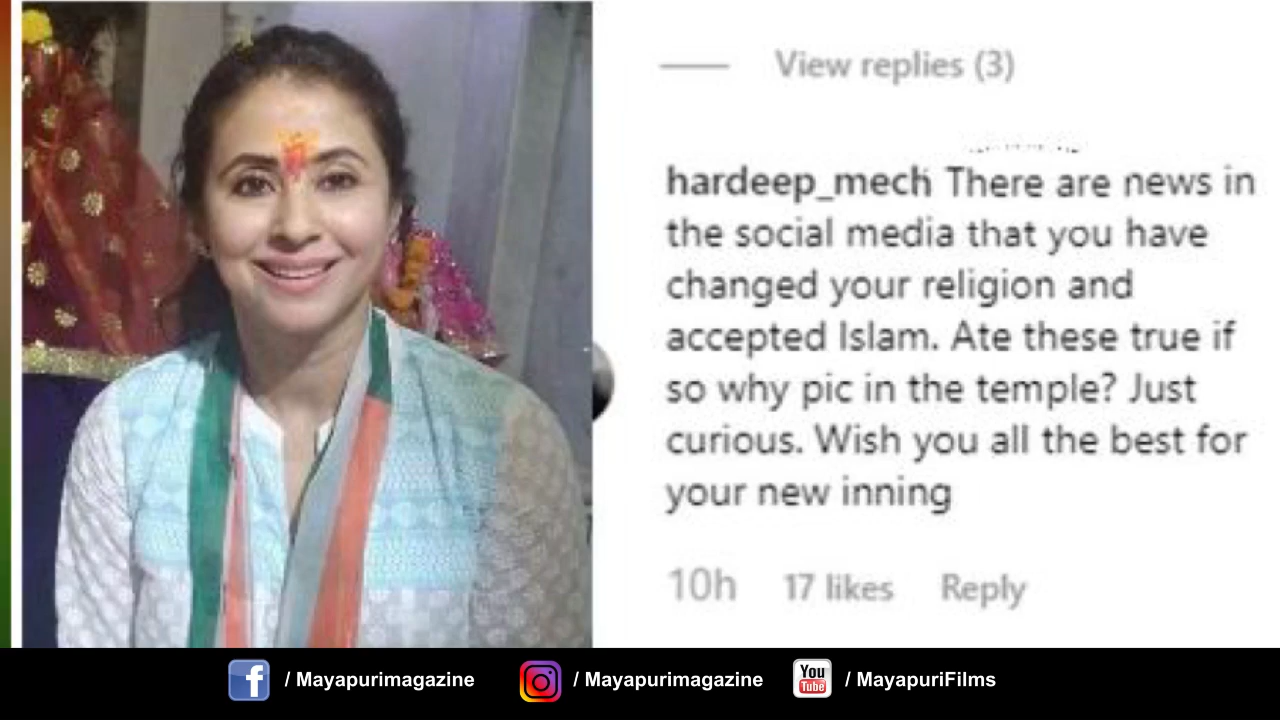 View replies (3)
hardeep_mech There are news in
the social media that you have
changed your religion and
accepted Islam. Ate these true if
so why pic in the temple? Just
curious. Wish you all the best for
your new inning
10h 17 likes Reply
f / Mayapurimagazine / Mayapurimagazine You Tube / MayapuriFilms